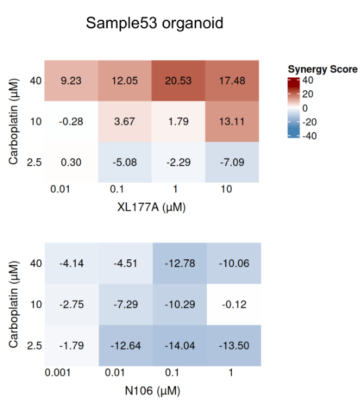 Sample53 organoid
Synergy Score
40
20
0
-20
-40
Carboplatin (µM)
40 9.23 12.05 20.53 17.48
10 -0.28 3.67 1.79 13.11
2.5 0.30 -5.08 -2.29 -7.09
0.01 0.1 1 10
XL177A (µM)
Carboplatin (µM)
40 -4.14 -4.51 -12.78 -10.06
10 -2.75 -7.29 -10.29 -0.12
2.5 -1.79 -12.64 -14.04 -13.50
0.001 0.01 0.1 1
N106 (µM)